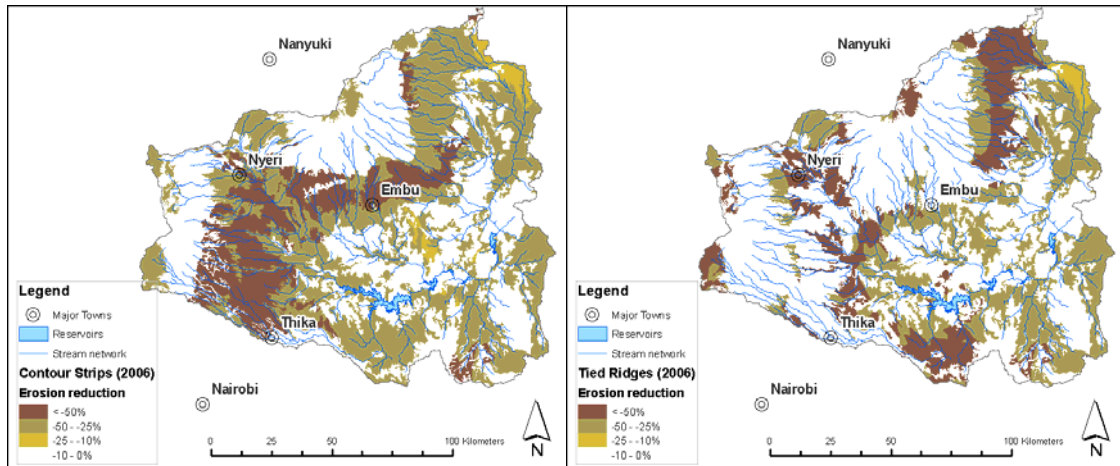 Nanyuki
Nyeri
Embu
Thika
Nairobi
Legend
Major Towns
Reservoirs
Stream network
Contour Strips (2006)
Erosion reduction
< -50%
-50 - -25%
-25 - -10%
-10 - 0%
0 25 50 100 Kilometers
N
Nanyuki
Nyeri
Embu
Thika
Nairobi
Legend
Major Towns
Reservoirs
Stream network
Tied Ridges (2006)
Erosion reduction
< -50%
-50 - -25%
-25 - -10%
-10 - 0%
0 25 50 100 Kilometers
N